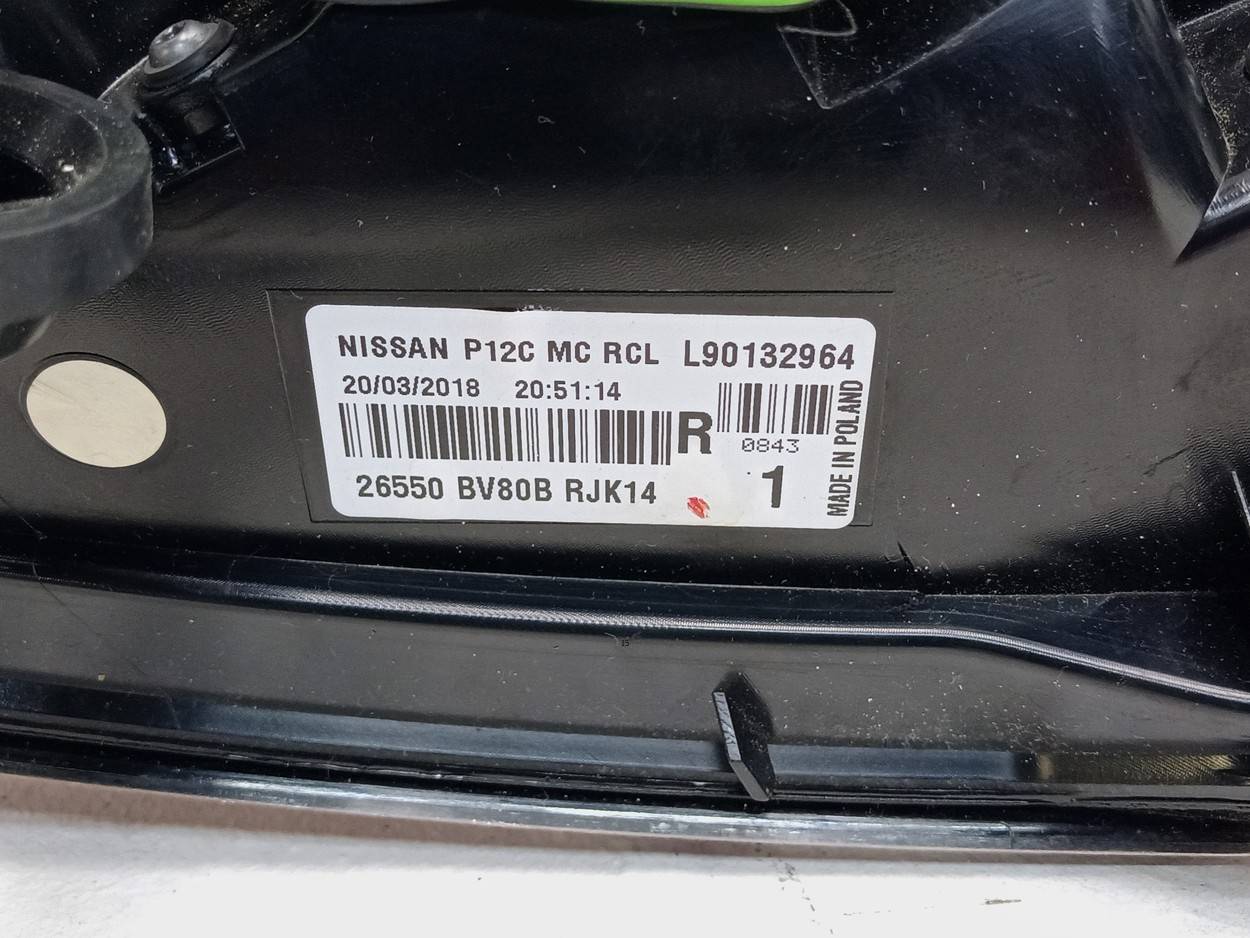 NISSAN P12C MC RCL L90132964
20/03/2018 20:51:14
R
0843
26550 BV80B RJK14
1
MADE IN POLAND
15